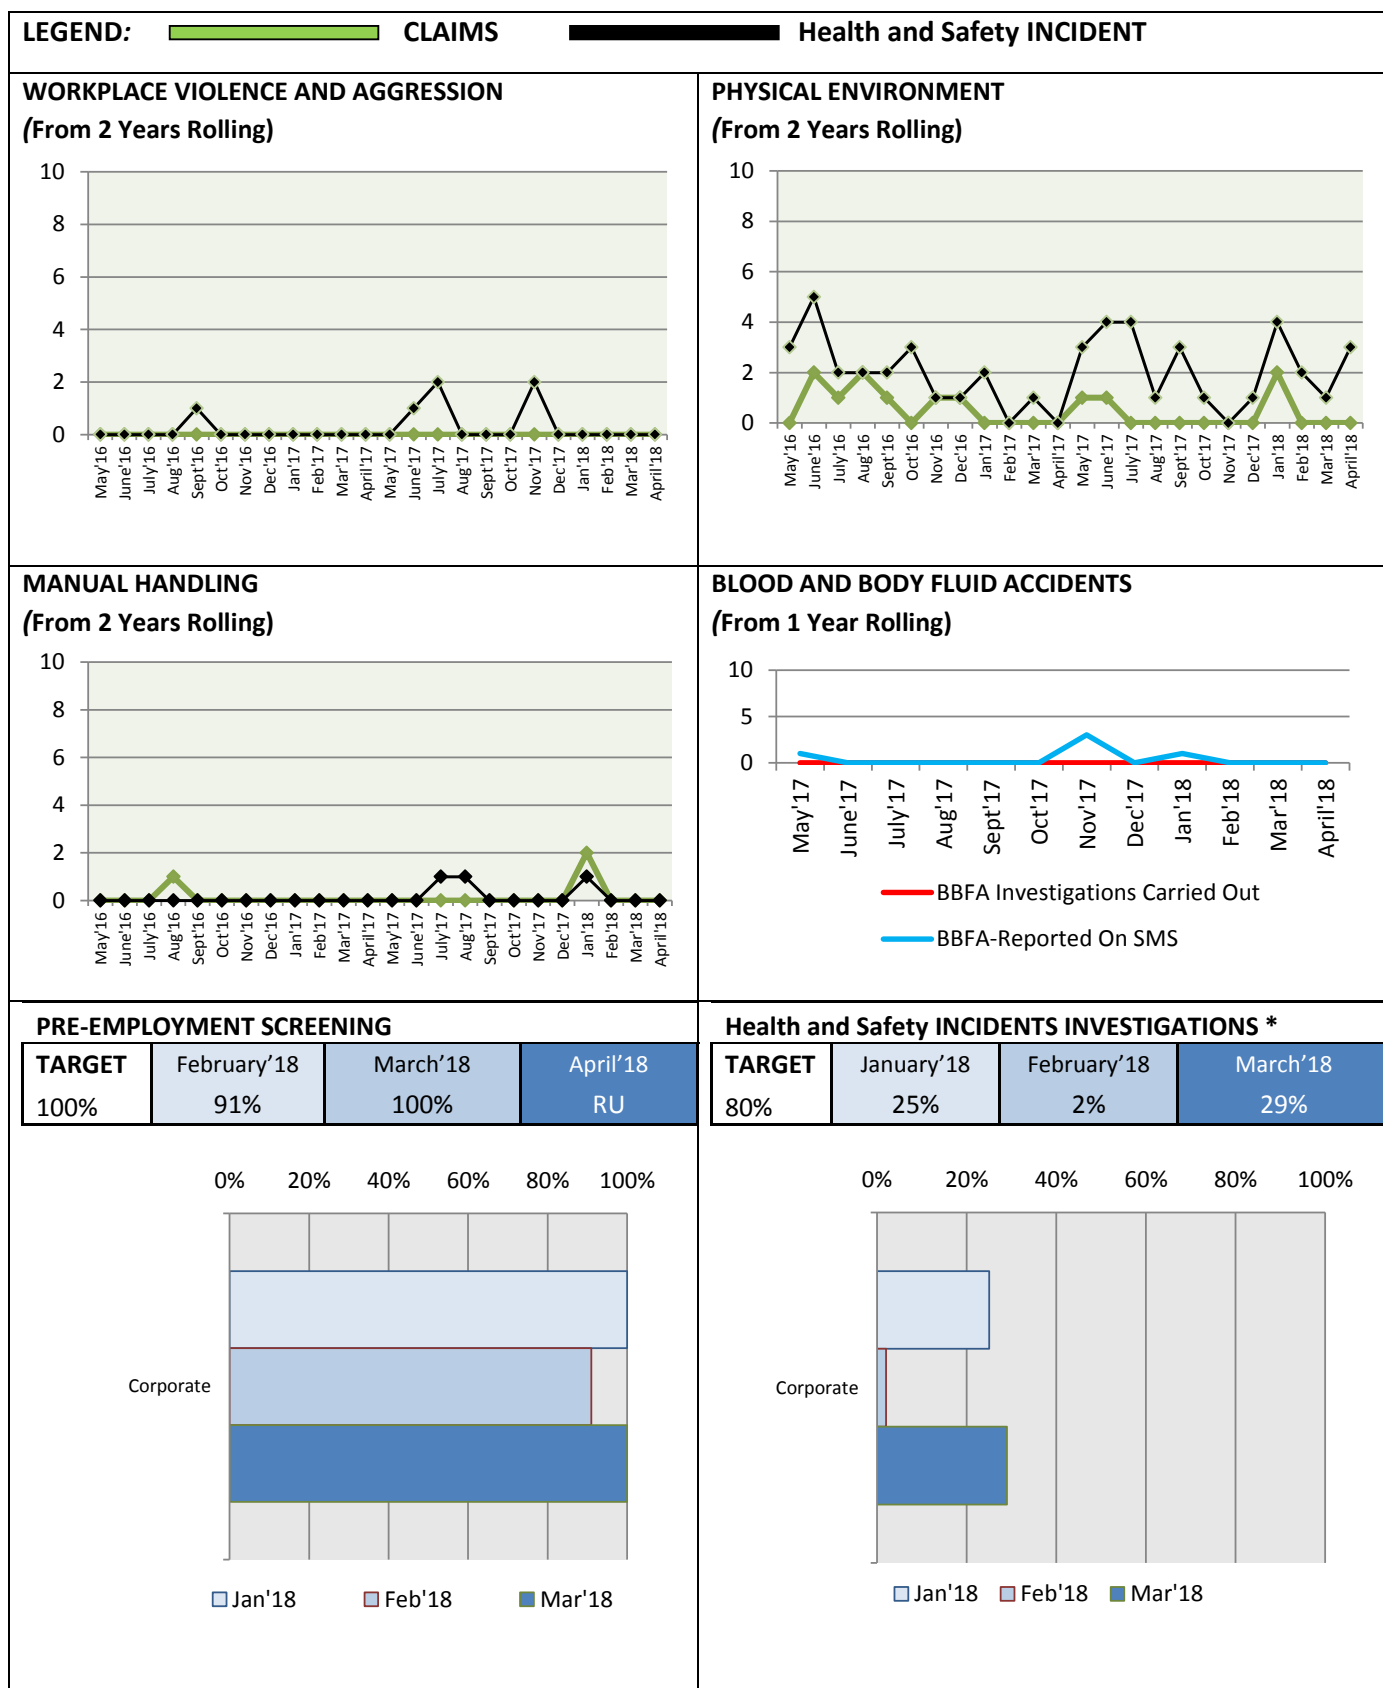 LEGEND: CLAIMS Health and Safety INCIDENT
WORKPLACE VIOLENCE AND AGGRESSION
(From 2 Years Rolling)
10
8
6
4
2
0
May'16 June'16 July'16 Aug'16 Sept'16 Oct'16 Nov'16 Dec'16 Jan'17 Feb'17 Mar'17 April'17 May'17 June'17 July'17 Aug'17 Sept'17 Oct'17 Nov'17 Dec'17 Jan'18 Feb'18 Mar'18 April'18
PHYSICAL ENVIRONMENT
(From 2 Years Rolling)
10
8
6
4
2
0
May'16 June'16 July'16 Aug'16 Sept'16 Oct'16 Nov'16 Dec'16 Jan'17 Feb'17 Mar'17 April'17 May'17 June'17 July'17 Aug'17 Sept'17 Oct'17 Nov'17 Dec'17 Jan'18 Feb'18 Mar'18 April'18
MANUAL HANDLING
(From 2 Years Rolling)
10
8
6
4
2
0
May'16 June'16 July'16 Aug'16 Sept'16 Oct'16 Nov'16 Dec'16 Jan'17 Feb'17 Mar'17 April'17 May'17 June'17 July'17 Aug'17 Sept'17 Oct'17 Nov'17 Dec'17 Jan'18 Feb'18 Mar'18 April'18
BLOOD AND BODY FLUID ACCIDENTS
(From 1 Year Rolling)
10
5
0
May'17 June'17 July'17 Aug'17 Sept'17 Oct'17 Nov'17 Dec'17 Jan'18 Feb'18 Mar'18 April'18
BBFA Investigations Carried Out
BBFA-Reported On SMS
PRE-EMPLOYMENT SCREENING
TARGET February’18 March’18 April’18
100% 91% 100% RU
0% 20% 40% 60% 80% 100%
Corporate
Jan'18 Feb'18 Mar'18
Health and Safety INCIDENTS INVESTIGATIONS *
TARGET January’18 February’18 March’18
80% 25% 2% 29%
0% 20% 40% 60% 80% 100%
Corporate
Jan'18 Feb'18 Mar'18